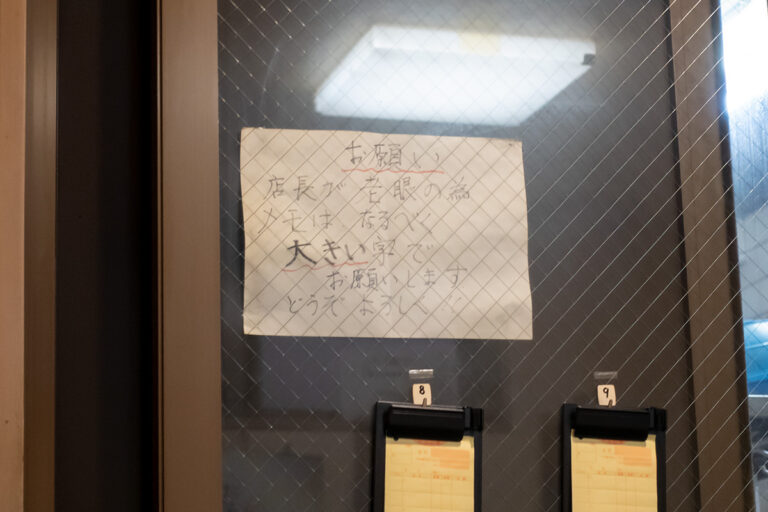 お願い
店長が 老眼の為
メモは、なるべく
大きい字で
お願いします
どうぞ よろしく
8
9